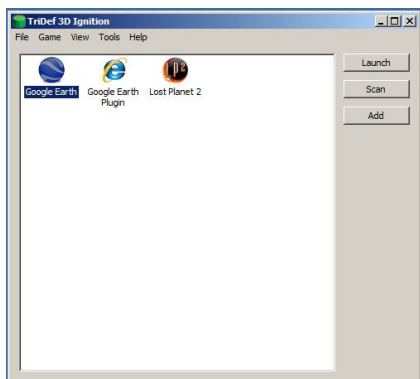 TriDef 3D Ignition
File Game View Tools Help
Google Earth
Google Earth Plugin
Lost Planet 2
Launch
Scan
Add